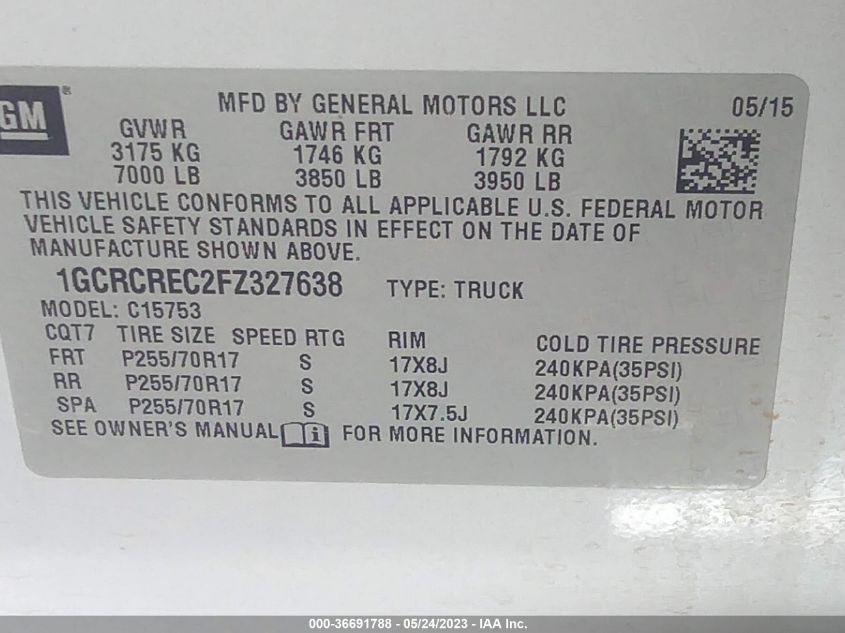 GM®
MFD BY GENERAL MOTORS LLC 05/15
GVWR GAWR FRT GAWR RR
3175 KG 1746 KG 1792 KG
7000 LB 3850 LB 3950 LB
THIS VEHICLE CONFORMS TO ALL APPLICABLE U.S. FEDERAL MOTOR
VEHICLE SAFETY STANDARDS IN EFFECT ON THE DATE OF
MANUFACTURE SHOWN ABOVE.
1GCRCREC2FZ327638 TYPE: TRUCK
MODEL: C15753
CQT7 TIRE SIZE SPEED RTG RIM COLD TIRE PRESSURE
FRT P255/70R17 S 17X8J 240KPA(35PSI)
RR P255/70R17 S 17X8J 240KPA(35PSI)
SPA P255/70R17 S 17X7.5J 240KPA(35PSI)
SEE OWNER'S MANUAL FOR MORE INFORMATION.
000-36691788 - 05/24/2023 - IAA Inc.